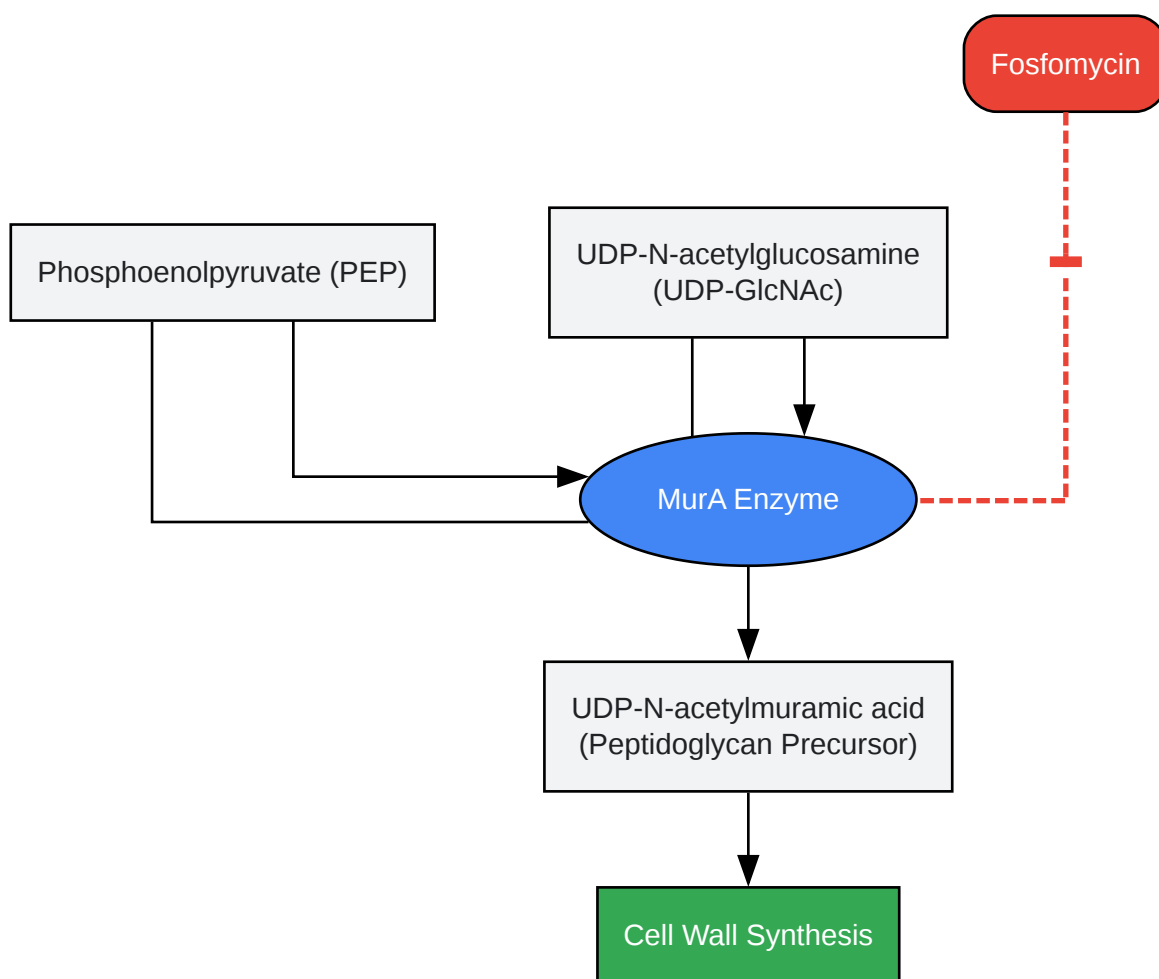 Fosfomycin
Phosphoenolpyruvate (PEP)
UDP-N-acetylglucosamine
(UDP-GlcNAc)
MurA Enzyme
UDP-N-acetylmuramic acid
(Peptidoglycan Precursor)
Cell Wall Synthesis